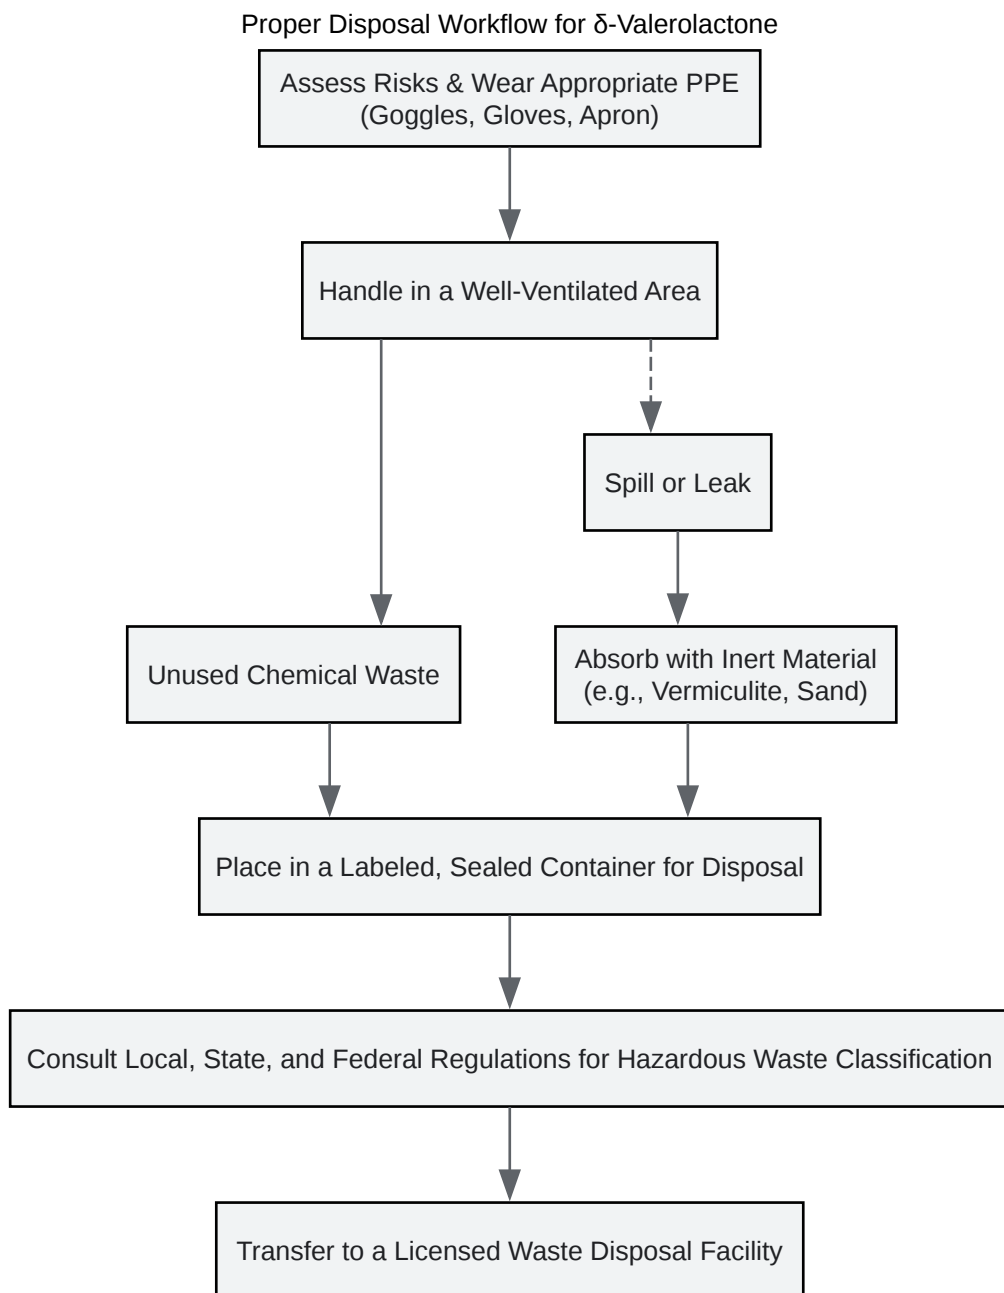 Proper Disposal Workflow for δ-Valerolactone
Assess Risks & Wear Appropriate PPE
(Goggles, Gloves, Apron)
Handle in a Well-Ventilated Area
Spill or Leak
Unused Chemical Waste
Absorb with Inert Material
(e.g., Vermiculite, Sand)
Place in a Labeled, Sealed Container for Disposal
Consult Local, State, and Federal Regulations for Hazardous Waste Classification
Transfer to a Licensed Waste Disposal Facility